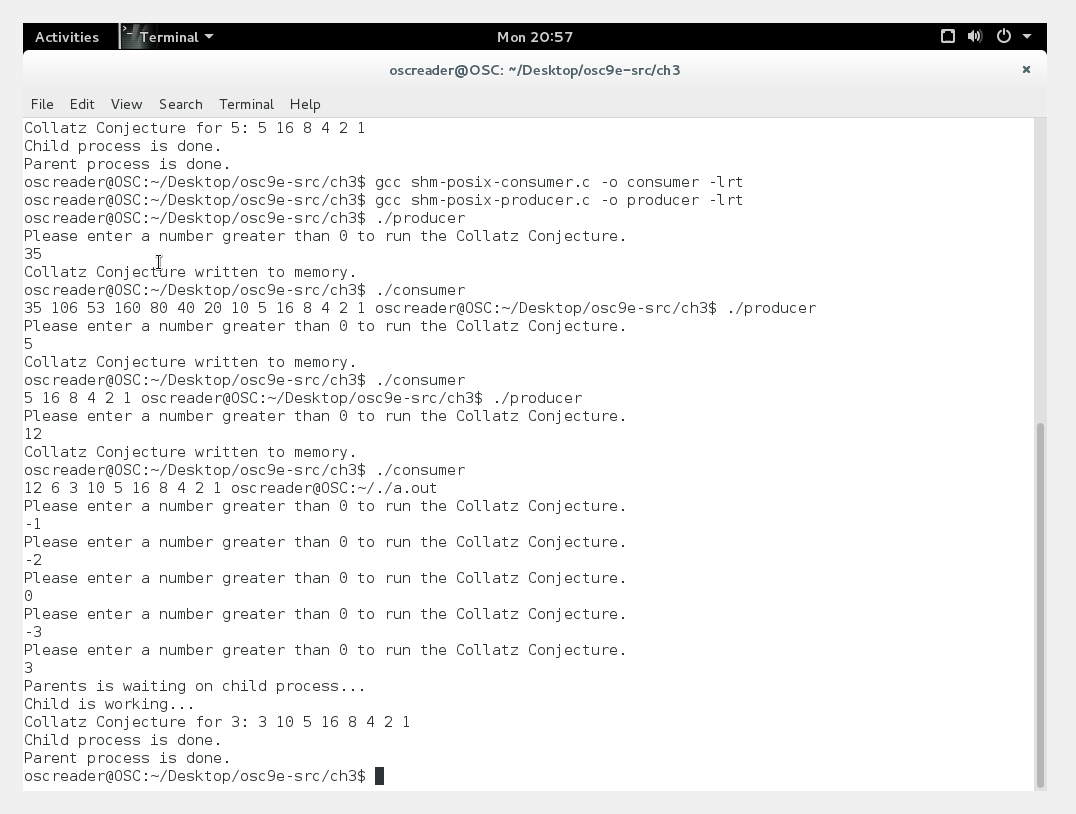 Activities Terminal Mon 20:57
oscreader@OSC: ~/Desktop/osc9e-src/ch3 ×
File Edit View Search Terminal Help
Collatz Conjecture for 5: 5 16 8 4 2 1
Child process is done.
Parent process is done.
oscreader@OSC:~/Desktop/osc9e-src/ch3$ gcc shm-posix-consumer.c -o consumer -lrt
oscreader@OSC:~/Desktop/osc9e-src/ch3$ gcc shm-posix-producer.c -o producer -lrt
oscreader@OSC:~/Desktop/osc9e-src/ch3$ ./producer
Please enter a number greater than 0 to run the Collatz Conjecture.
35
Collatz Conjecture written to memory.
oscreader@OSC:~/Desktop/osc9e-src/ch3$ ./consumer
35 106 53 160 80 40 20 10 5 16 8 4 2 1 oscreader@OSC:~/Desktop/osc9e-src/ch3$ ./producer
Please enter a number greater than 0 to run the Collatz Conjecture.
5
Collatz Conjecture written to memory.
oscreader@OSC:~/Desktop/osc9e-src/ch3$ ./consumer
5 16 8 4 2 1 oscreader@OSC:~/Desktop/osc9e-src/ch3$ ./producer
Please enter a number greater than 0 to run the Collatz Conjecture.
12
Collatz Conjecture written to memory.
oscreader@OSC:~/Desktop/osc9e-src/ch3$ ./consumer
12 6 3 10 5 16 8 4 2 1 oscreader@OSC:~/./a.out
Please enter a number greater than 0 to run the Collatz Conjecture.
-1
Please enter a number greater than 0 to run the Collatz Conjecture.
-2
Please enter a number greater than 0 to run the Collatz Conjecture.
0
Please enter a number greater than 0 to run the Collatz Conjecture.
-3
Please enter a number greater than 0 to run the Collatz Conjecture.
3
Parents is waiting on child process...
Child is working...
Collatz Conjecture for 3: 3 10 5 16 8 4 2 1
Child process is done.
Parent process is done.
oscreader@OSC:~/Desktop/osc9e-src/ch3$